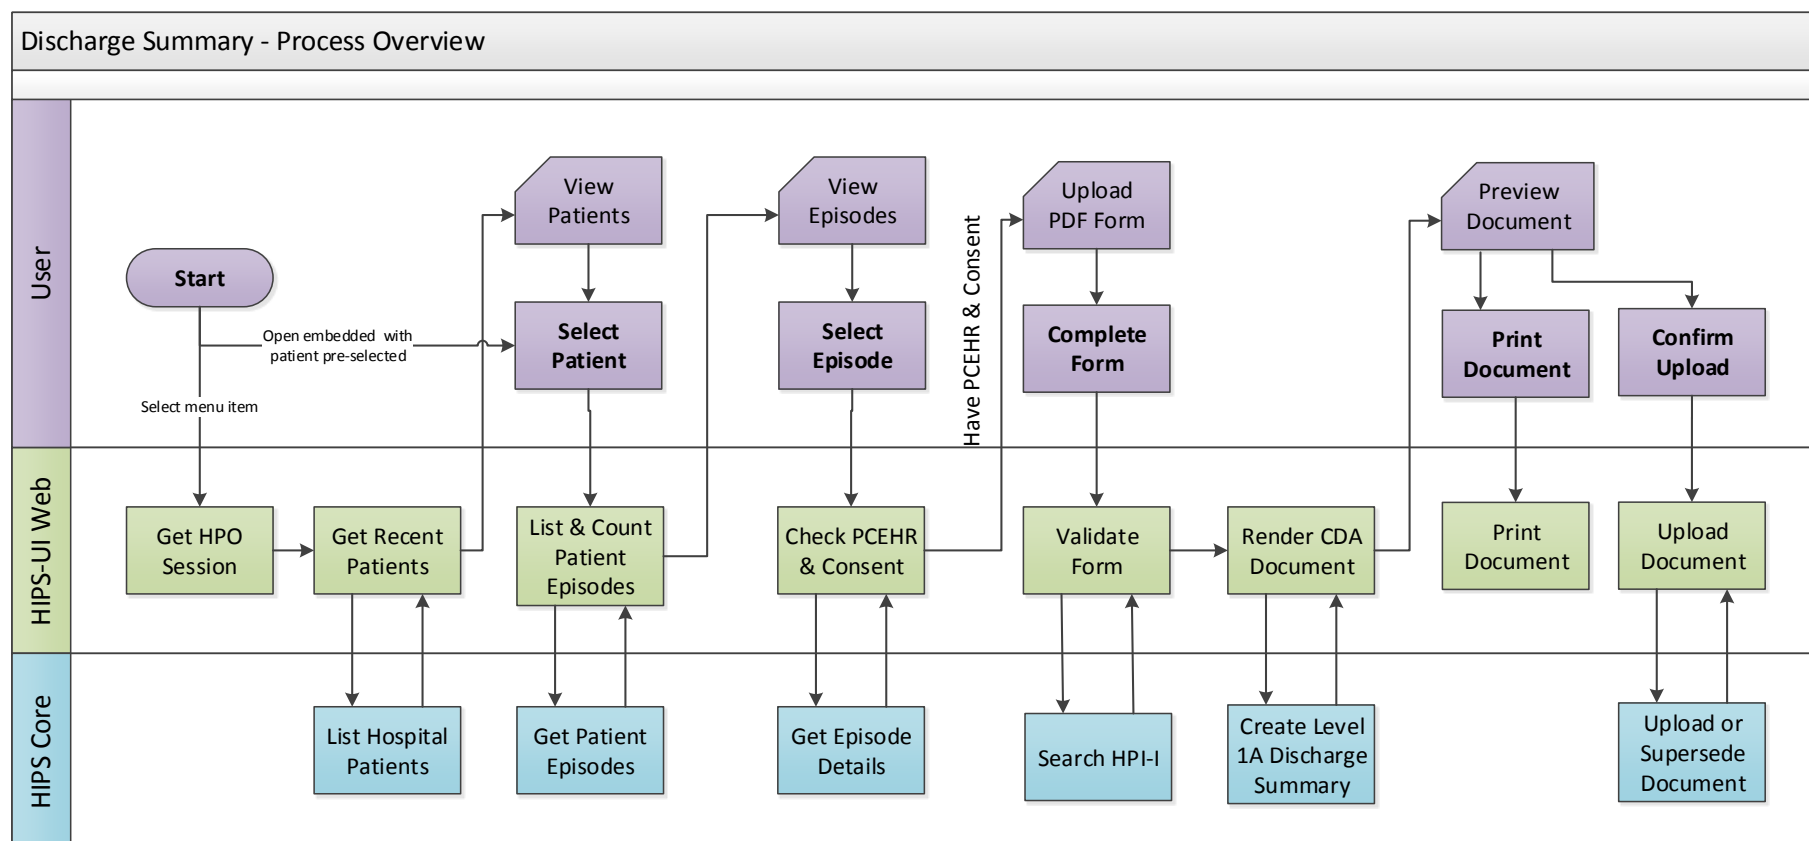 Discharge Summary - Process Overview
User
View
Patients
View
Episodes
Upload
PDF Form
Preview
Document
Start
Open embedded with
patient pre-selected
Select
Patient
Select
Episode
Have PCEHR & Consent
Complete
Form
Print
Document
Confirm
Upload
Select menu item
HIPS-UI Web
Get HPO
Session
Get Recent
Patients
List & Count
Patient
Episodes
Check PCEHR
& Consent
Validate
Form
Render CDA
Document
Print
Document
Upload
Document
HIPS Core
List Hospital
Patients
Get Patient
Episodes
Get Episode
Details
Search HPI-I
Create Level
1A Discharge
Summary
Upload or
Supersede
Document